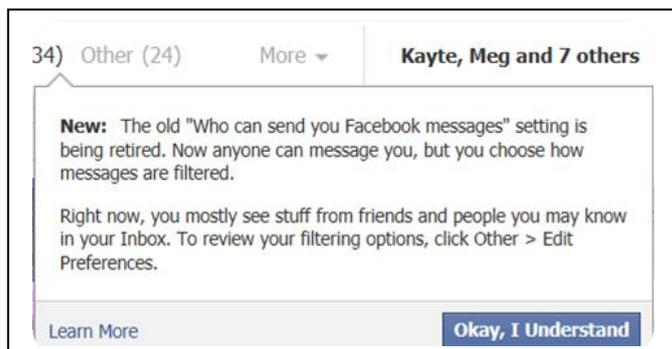 34) Other (24) More Kayte, Meg and 7 others
New: The old "Who can send you Facebook messages" setting is
being retired. Now anyone can message you, but you choose how
messages are filtered.
Right now, you mostly see stuff from friends and people you may know
in your Inbox. To review your filtering options, click Other > Edit
Preferences.
Learn More Okay, I Understand